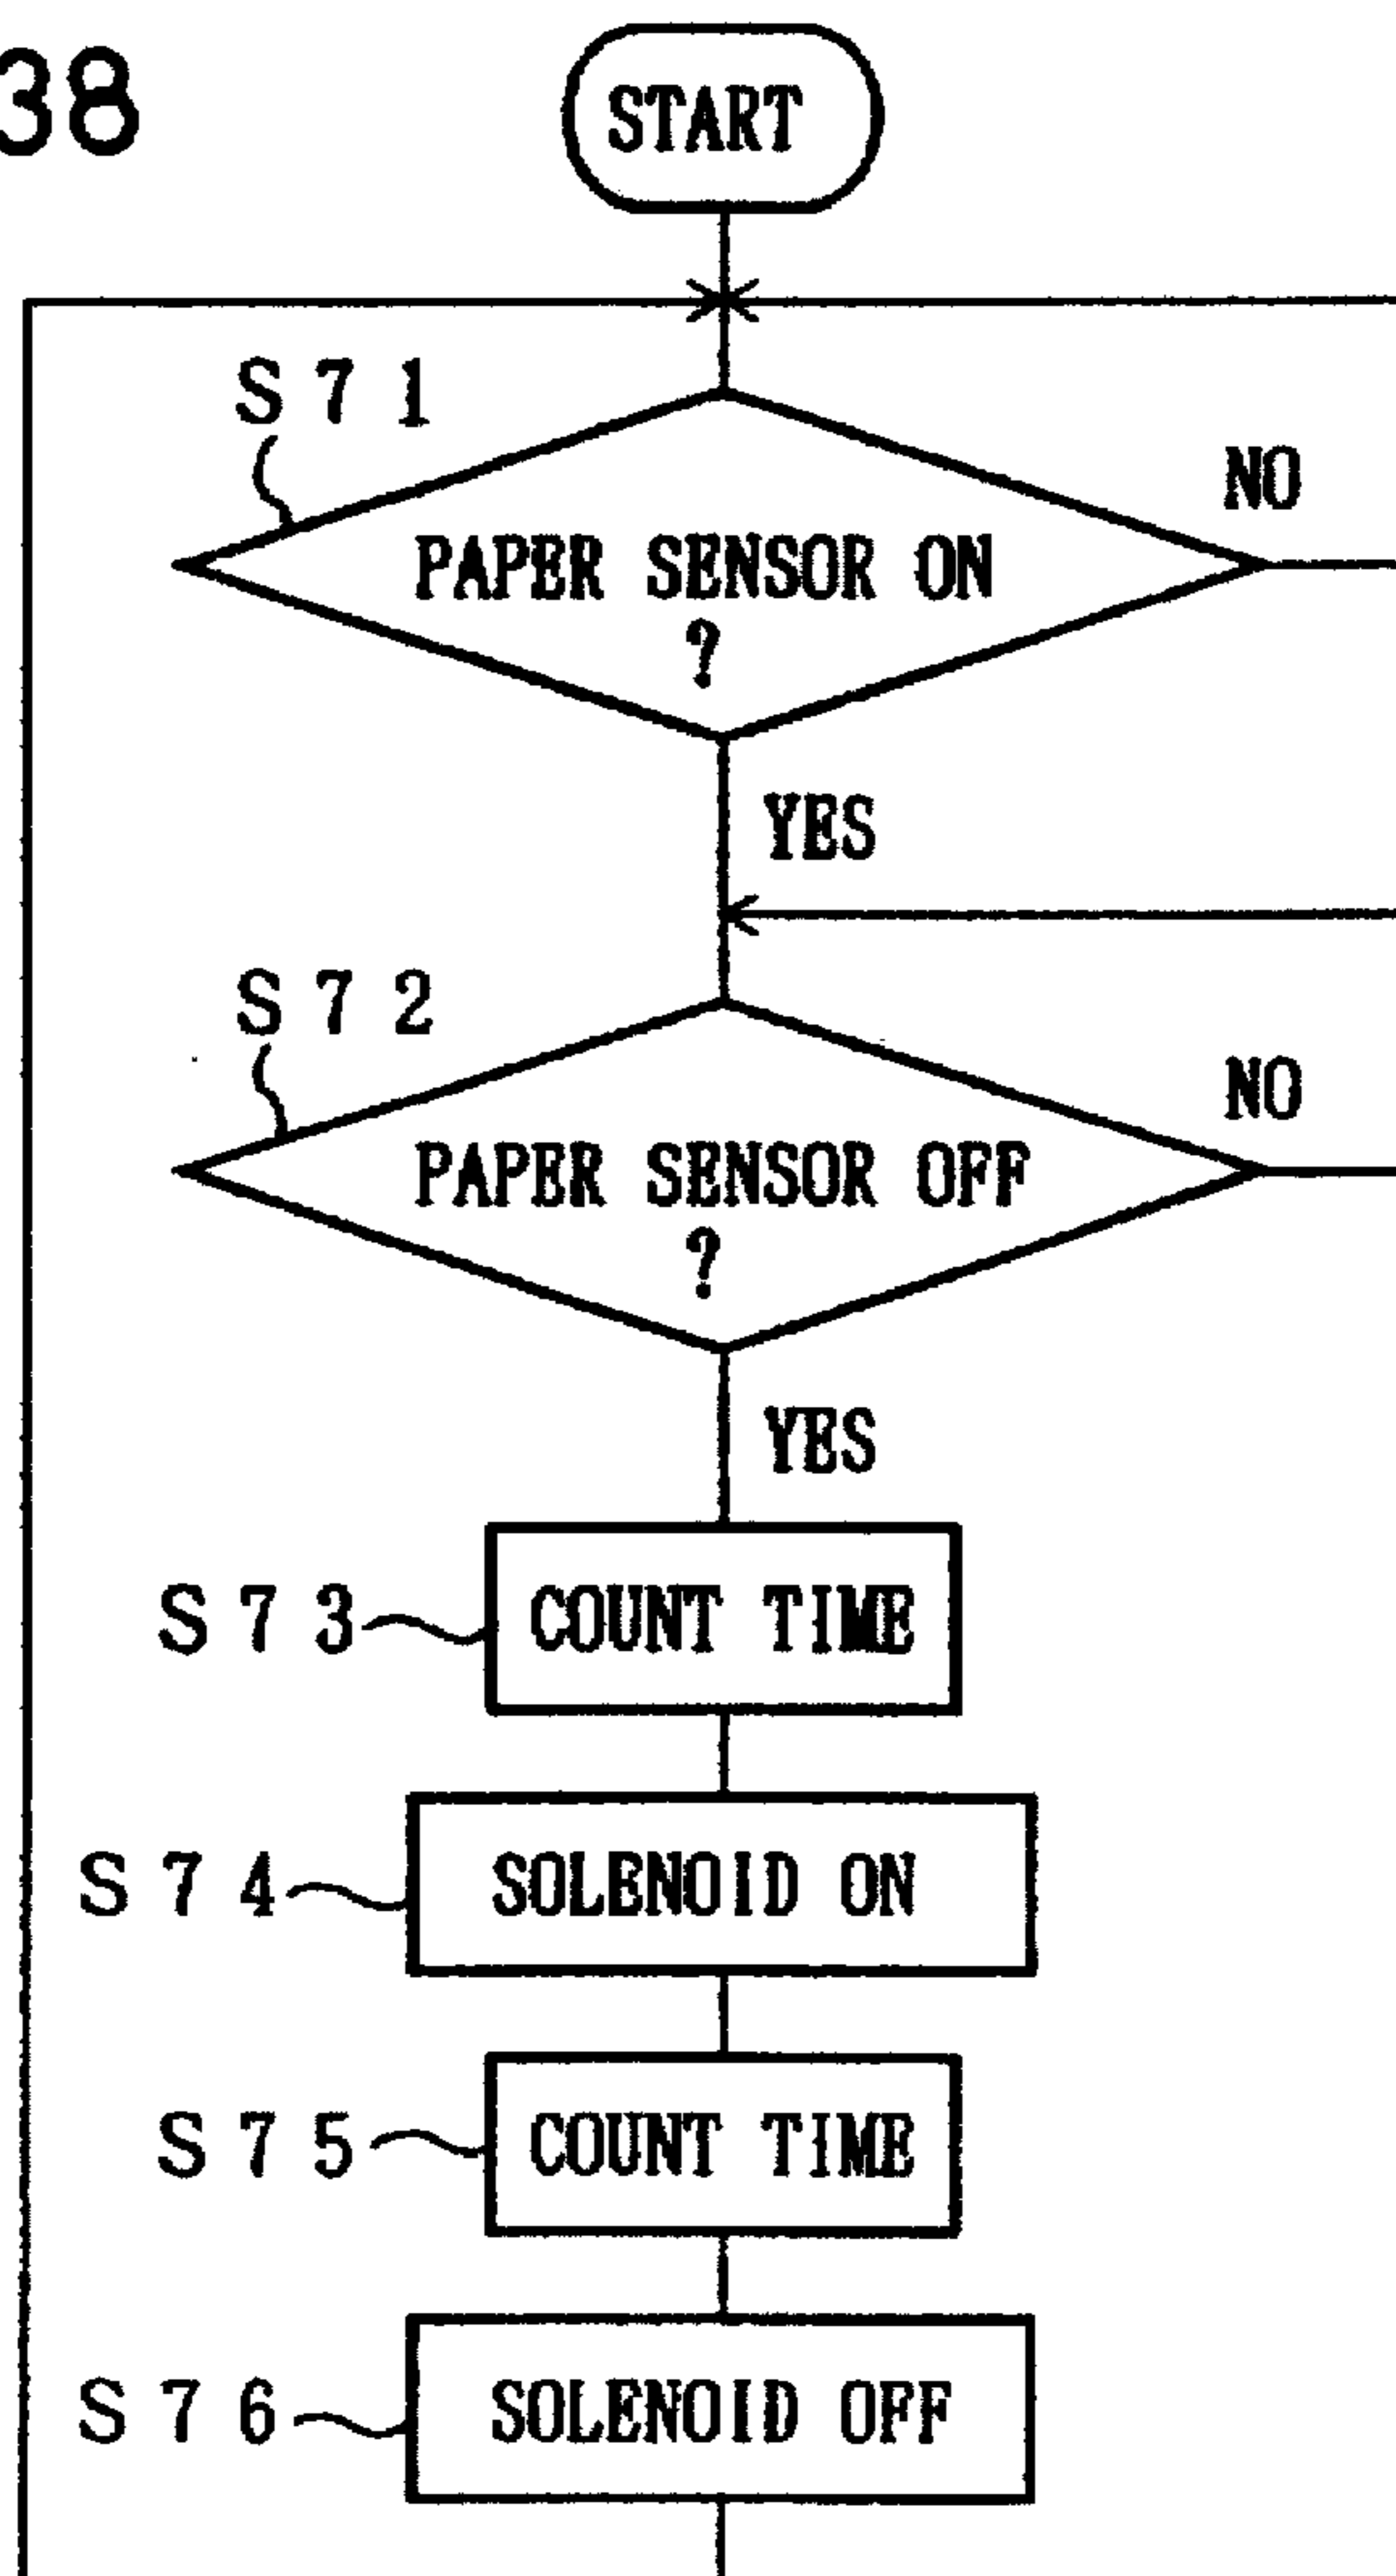 38
START
S71
NO
PAPER SENSOR ON
?
YES
S72
NO
PAPER SENSOR OFF
?
YES
S73
COUNT TIME
S74
SOLENOID ON
S75
COUNT TIME
S76
SOLENOID OFF